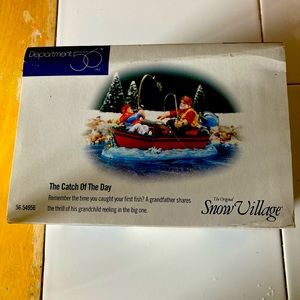 Department 56
The Catch Of The Day
Remember the time you caught your first fish? A grandfather shares
the thrill of his grandchild reeling in the big one.
56.54956
The Original
Snow Village